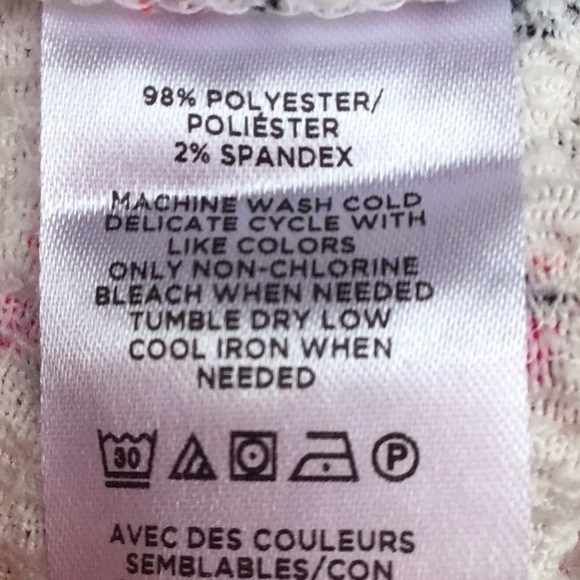 98% POLYESTER/
POLIÉSTER
2% SPANDEX
MACHINE WASH COLD
DELICATE CYCLE WITH
LIKE COLORS
ONLY NON-CHLORINE
BLEACH WHEN NEEDED
TUMBLE DRY LOW
COOL IRON WHEN
NEEDED
30 P
AVEC DES COULEURS
SEMBLABLES/CON